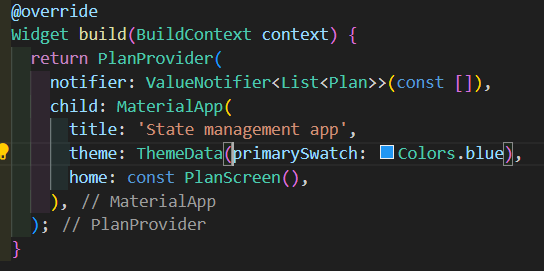 @override
Widget build(BuildContext context) {
return PlanProvider(
notifier: ValueNotifier<List<Plan>>(const []),
child: MaterialApp(
title: 'State management app',
theme: ThemeData(primarySwatch: Colors.blue),
home: const PlanScreen(),
), // MaterialApp
); // PlanProvider
}